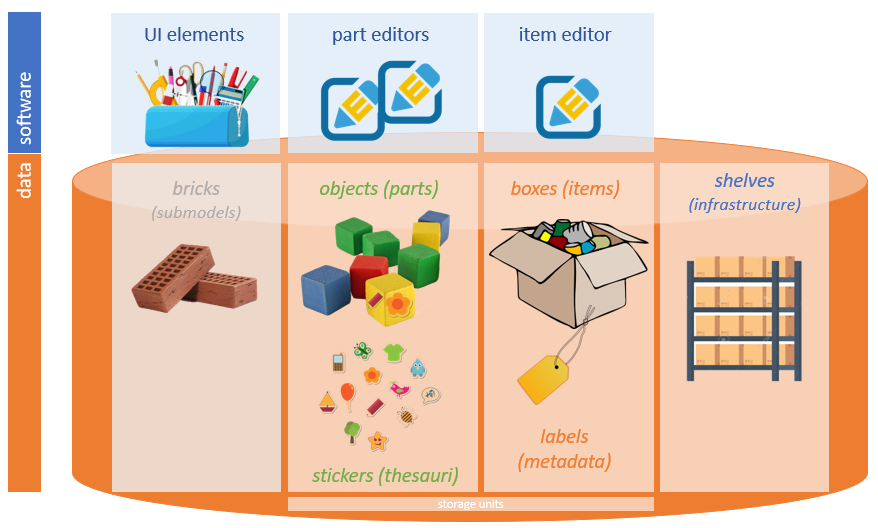 UI elements
part editors
item editor
software
data
bricks
(submodels)
objects (parts)
boxes (items)
shelves
(infrastructure)
E
E
E
stickers (thesauri)
labels
(metadata)
storage units